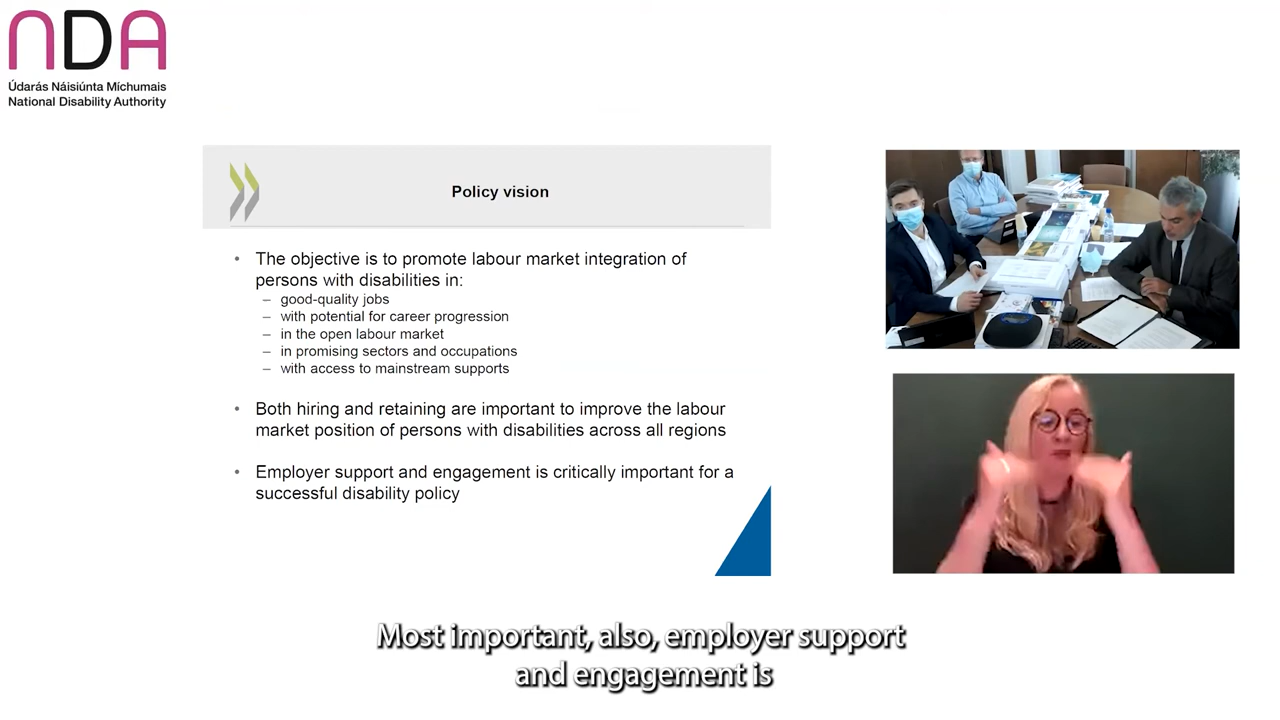 NDA
Údarás Náisiúnta Míchumais
National Disability Authority
Policy vision
• The objective is to promote labour market integration of
persons with disabilities in:
– good-quality jobs
– with potential for career progression
– in the open labour market
– in promising sectors and occupations
– with access to mainstream supports
• Both hiring and retaining are important to improve the labour
market position of persons with disabilities across all regions
• Employer support and engagement is critically important for a
successful disability policy
Most important, also, employer support
and engagement is